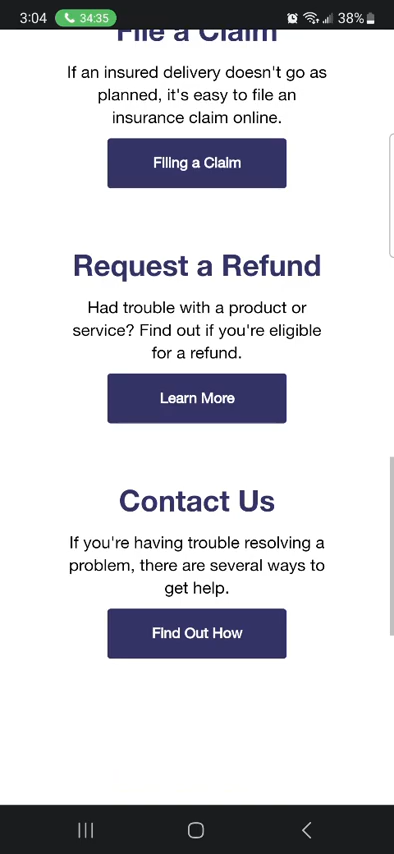 3:04 34:35 38%
File a Claim
If an insured delivery doesn't go as
planned, it's easy to file an
insurance claim online.
Filing a Claim
Request a Refund
Had trouble with a product or
service? Find out if you're eligible
for a refund.
Learn More
Contact Us
If you're having trouble resolving a
problem, there are several ways to
get help.
Find Out How